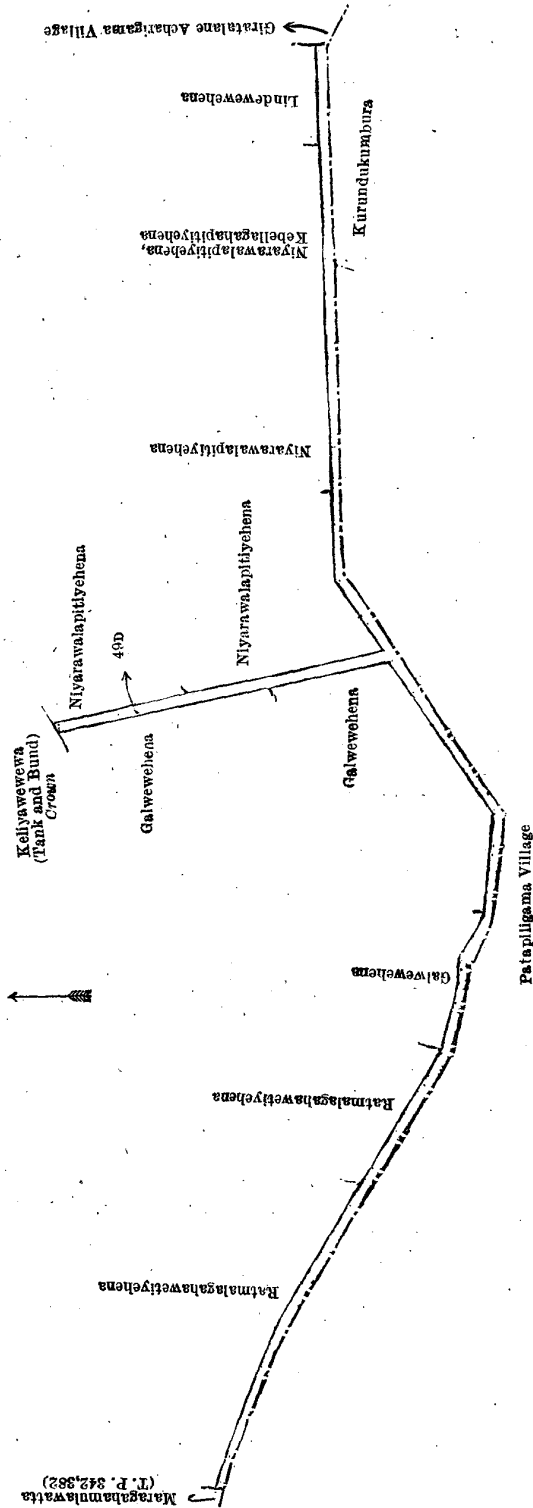 Maragahamulawatta
(T. P. 342,382)
Ratmalagahawetiyehena
Ratmalagahawetiyehena
Galwewehena
Patapiligama Village
Keliyawewewa
(Tank and Bund)
Crown
Niyarawalapitiyehena
49D
Galwewehena
Niyarawalapitiyehena
Galwewehena
Niyarawalapitiyehena
Niyarawalapitiyehena,
Kebellagahapitiyehena
Kurundukumbura
Lindewewehena
Giratalane Acharigama Village